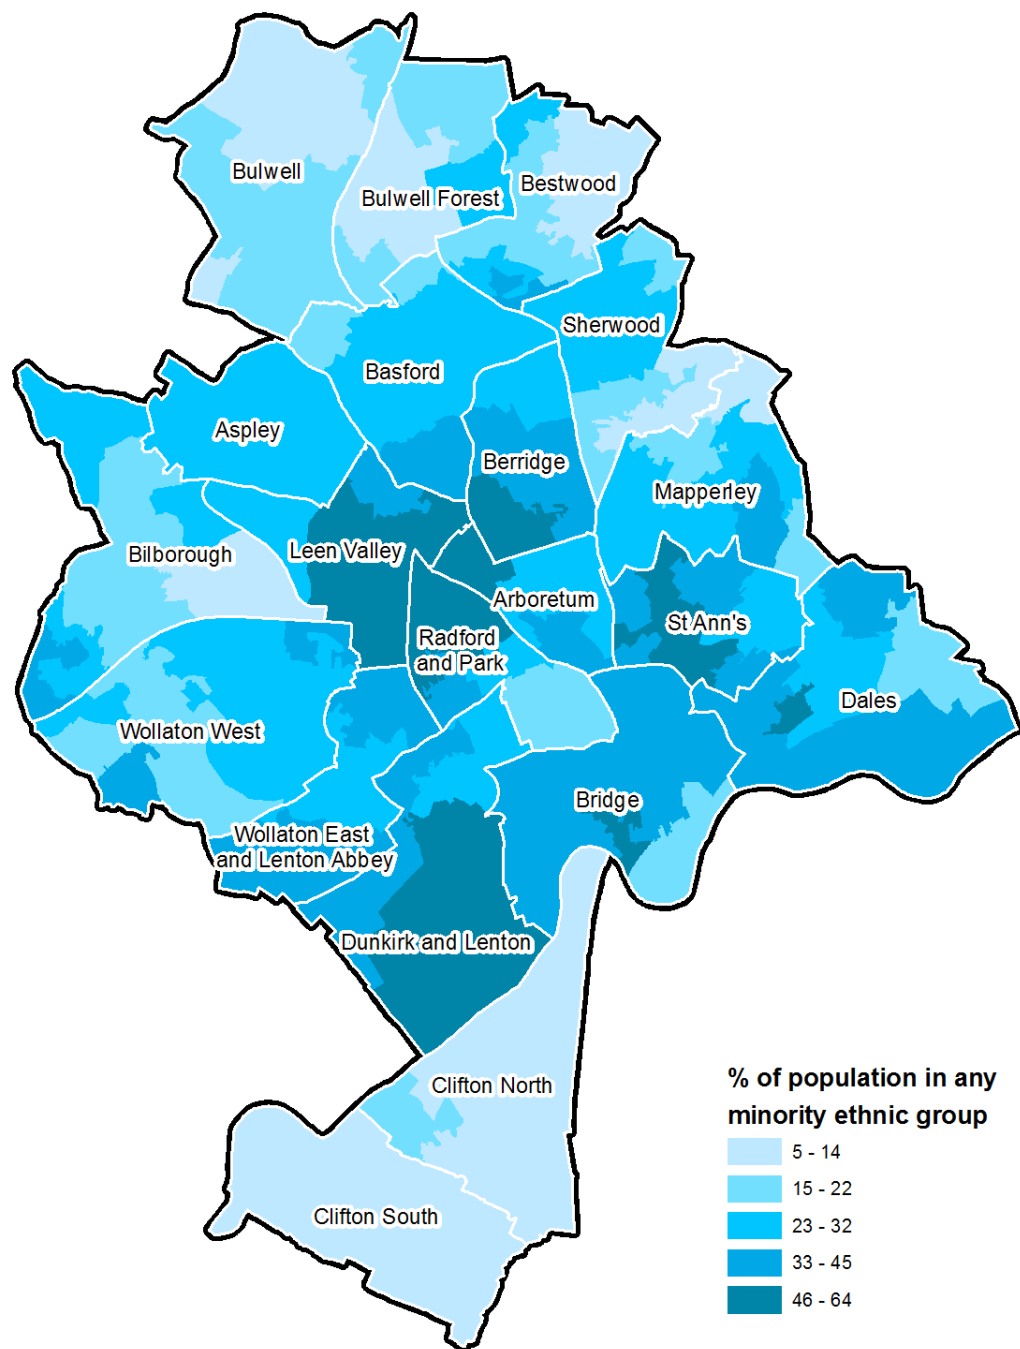 Bulwell
Bulwell Forest
Bestwood
Sherwood
Basford
Aspley
Berridge
Mapperley
Bilborough
Leen Valley
Arboretum
St Ann's
Radford
and Park
Dales
Wollaton West
Bridge
Wollaton East
and Lenton Abbey
Dunkirk and Lenton
Clifton North
Clifton South
% of population in any
minority ethnic group
5 - 14
15 - 22
23 - 32
33 - 45
46 - 64